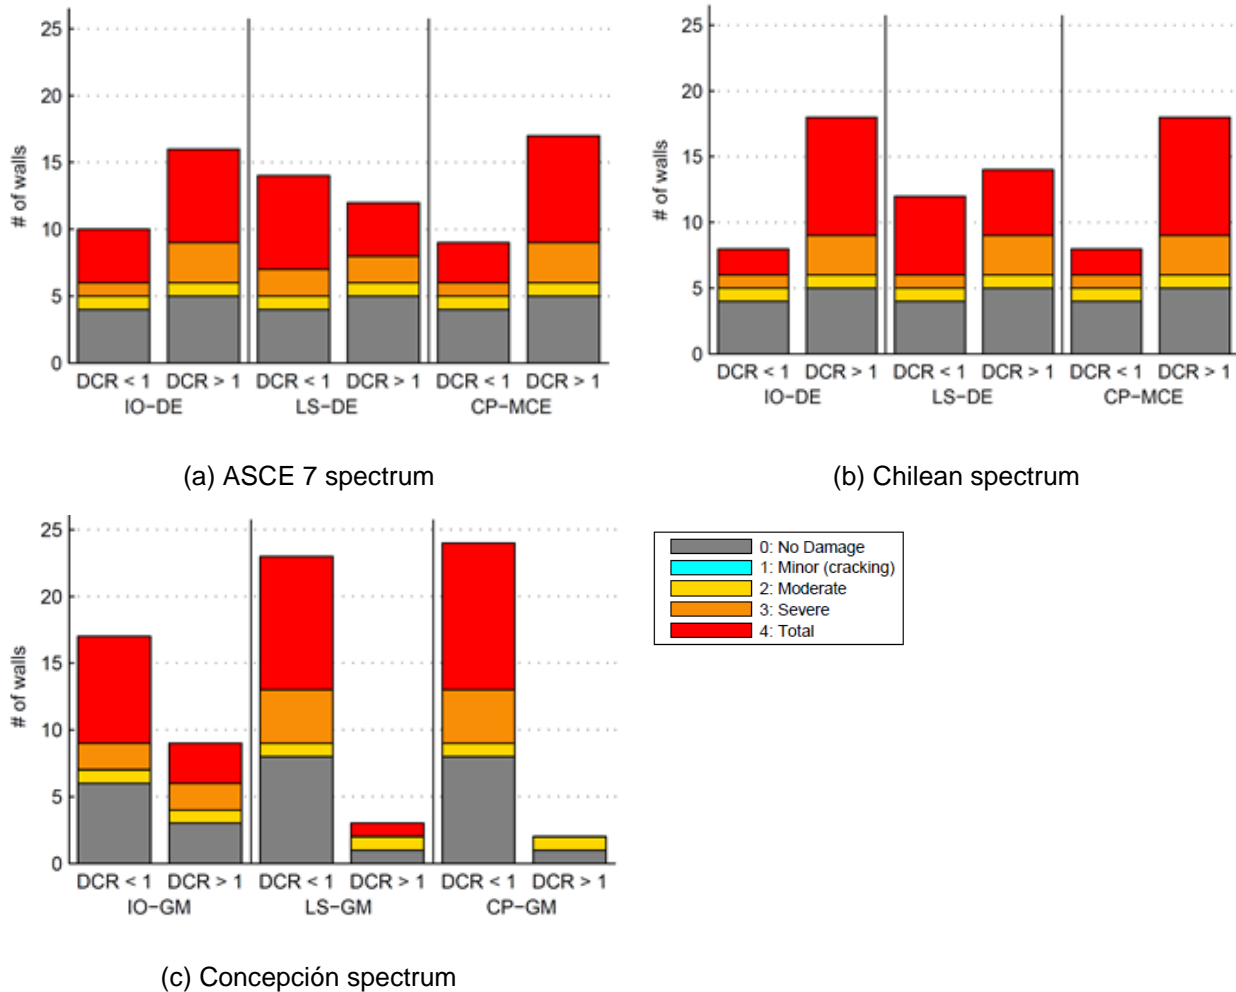 25
20
15
10
5
0
# of walls
DCR < 1 DCR > 1 DCR < 1 DCR > 1 DCR < 1 DCR > 1
IO−DE LS−DE CP−MCE
(a) ASCE 7 spectrum
25
20
15
10
5
0
# of walls
DCR < 1 DCR > 1 DCR < 1 DCR > 1 DCR < 1 DCR > 1
IO−DE LS−DE CP−MCE
(b) Chilean spectrum
25
20
15
10
5
0
# of walls
DCR < 1 DCR > 1 DCR < 1 DCR > 1 DCR < 1 DCR > 1
IO−GM LS−GM CP−GM
(c) Concepción spectrum
0: No Damage
1: Minor (cracking)
2: Moderate
3: Severe
4: Total